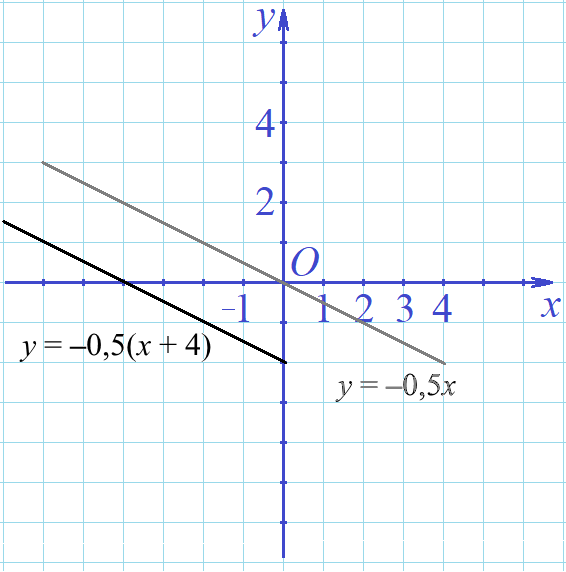 y
4
2
O
–1 1 2 3 4 x
y = –0,5(x + 4)
y = –0,5x